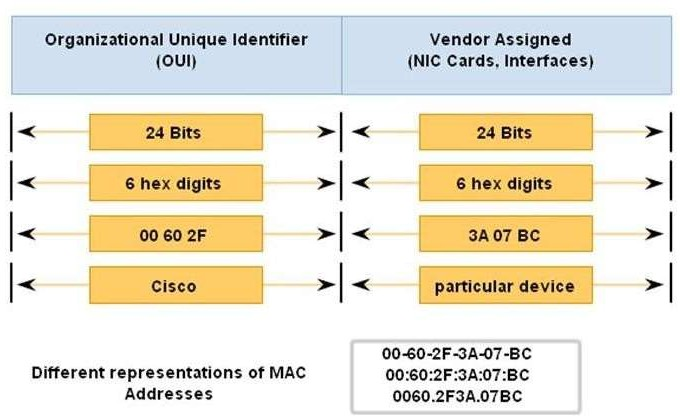 Organizational Unique Identifier
(OUI)
Vendor Assigned
(NIC Cards, Interfaces)
24 Bits
24 Bits
6 hex digits
6 hex digits
00 60 2F
3A 07 BC
Cisco
particular device
Different representations of MAC
Addresses
00-60-2F-3A-07-BC
00:60:2F:3A:07:BC
0060.2F3A.07BC